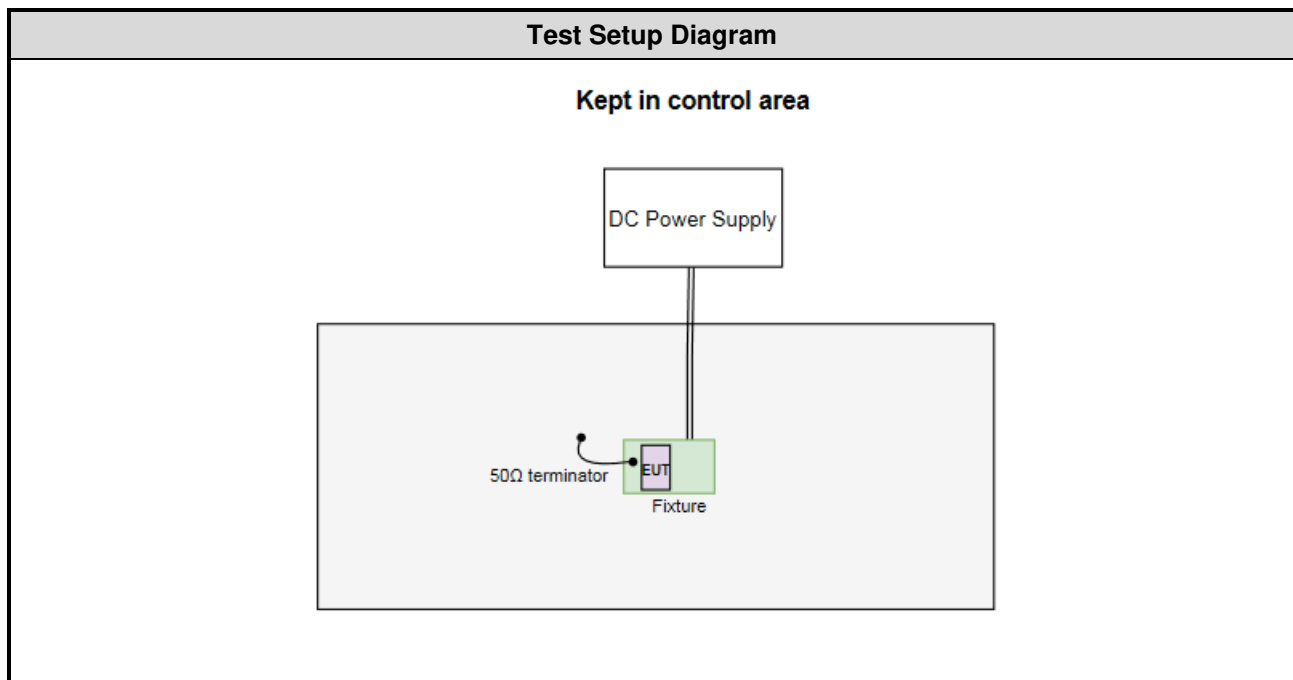 Test Setup Diagram
Kept in control area
DC Power Supply
50Ω terminator
EUT
Fixture